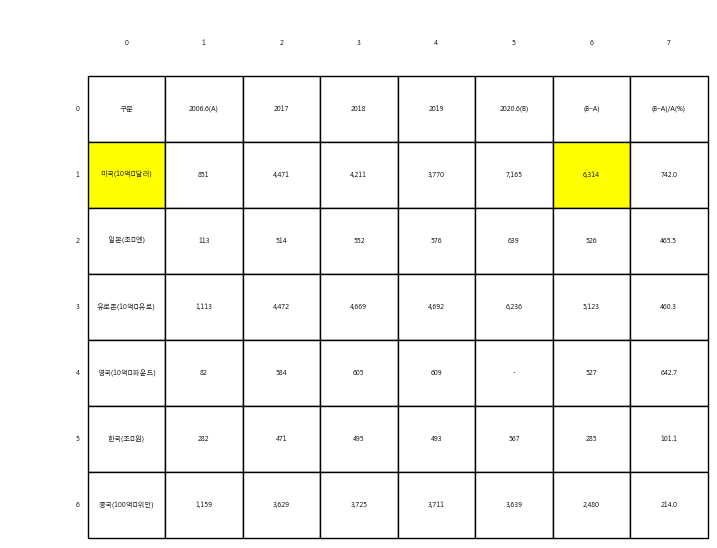 0 1 2 3 4 5 6 7
0 구분 2006.6(A) 2017 2018 2019 2020.6(B) (B-A) (B-A)/A(%)
1 미국(10억□달러) 851 4,471 4,211 3,770 7,165 6,314 742.0
2 일본(조□엔) 113 514 552 576 639 526 465.5
3 유로존(10억□유로) 1,113 4,472 4,669 4,692 6,236 5,123 460.3
4 영국(10억□파운드) 82 584 605 609 - 527 642.7
5 한국(조□원) 282 471 495 493 567 285 101.1
6 중국(100억□위안) 1,159 3,629 3,725 3,711 3,639 2,480 214.0